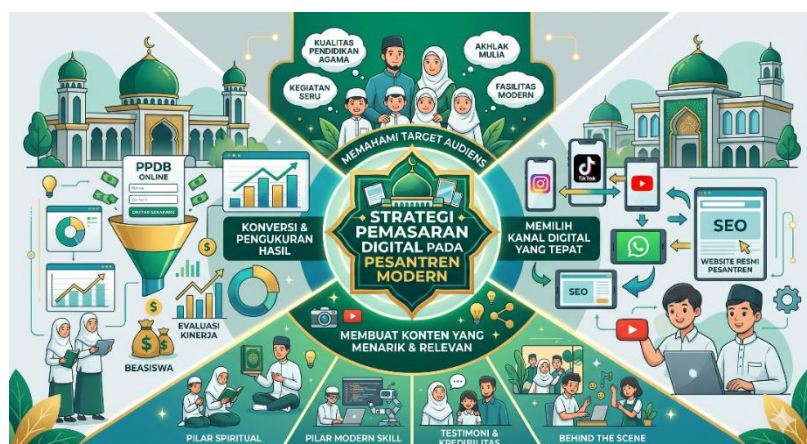 KUALITAS
PENDIDIKAN
AGAMA
AKHLAK
MULIA
KEGIATAN
SERU
FASILITAS
MODERN
MEMAHAMI TARGET AUDIENS
PPDB
ONLINE
Nama
DAFTAR SEKARANG
KONVERSI &
PENGUKURAN
HASIL
STRATEGI
PEMASARAN
DIGITAL PADA
PESANTREN
MODERN
MEMILIH
KANAL DIGITAL
YANG TEPAT
TikTok
SEO
WEBSITE RESMI
PESANTREN
SEO
$
$
$
$
$
EVALUASI
KINERJA
BEASISWA
MEMBUAT KONTEN YANG
MENARIK & RELEVAN
PILAR SPIRITUAL
PILAR MODERN SKILL
TESTIMONI &
KREDIBILITAS
BEHIND THE SCENE